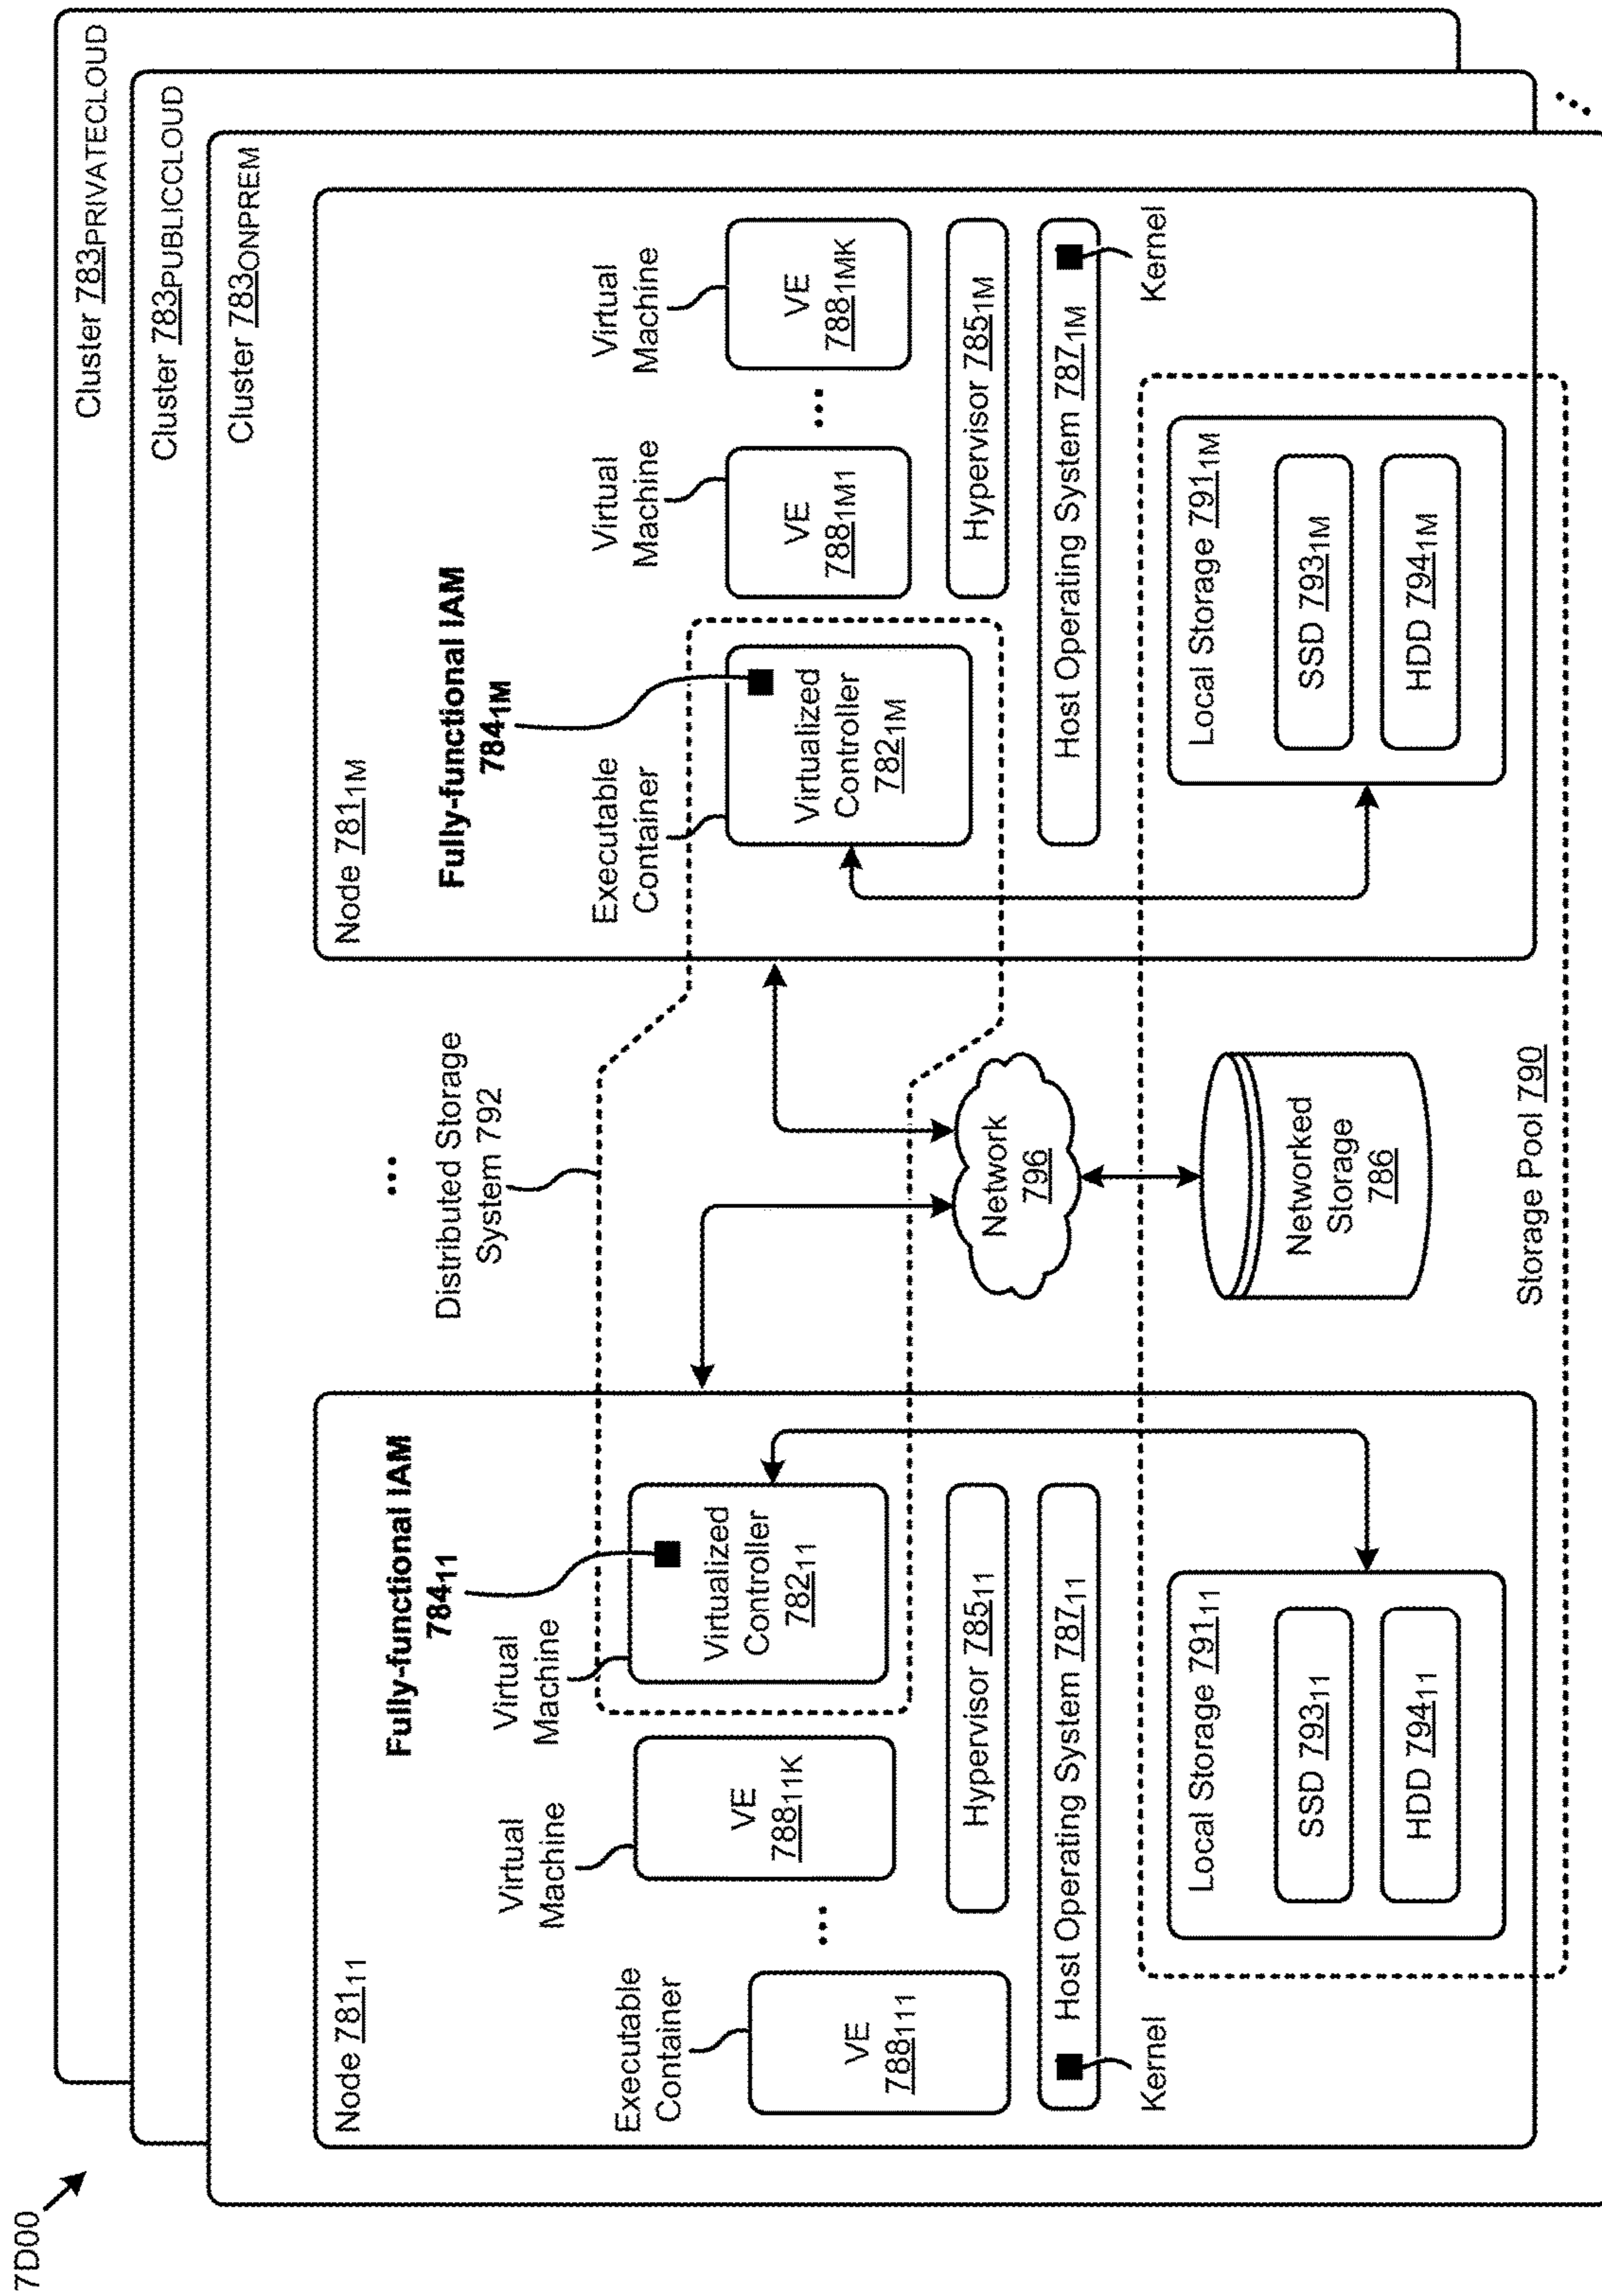 7D00
Cluster 783PRIVATECLOUD
Cluster 783PUBLICCLOUD
Cluster 783ONPREM
Node 78111
Fully-functional IAM
78411
Virtual
Machine
Virtual
Machine
Executable
Container
VE
788111
...
VE
78811K
Virtualized
Controller
78211
Hypervisor 78511
Host Operating System 78711
Kernel
Local Storage 79111
SSD 79311
HDD 79411
...
Distributed Storage
System 792
Network
796
Networked
Storage
786
Storage Pool 790
Node 7811M
Fully-functional IAM
7841M
Executable
Container
Virtual
Machine
Virtual
Machine
Virtualized
Controller
7821M
VE
7881M1
...
VE
7881MK
Hypervisor 7851M
Host Operating System 7871M
Kernel
Local Storage 7911M
SSD 7931M
HDD 7941M
...